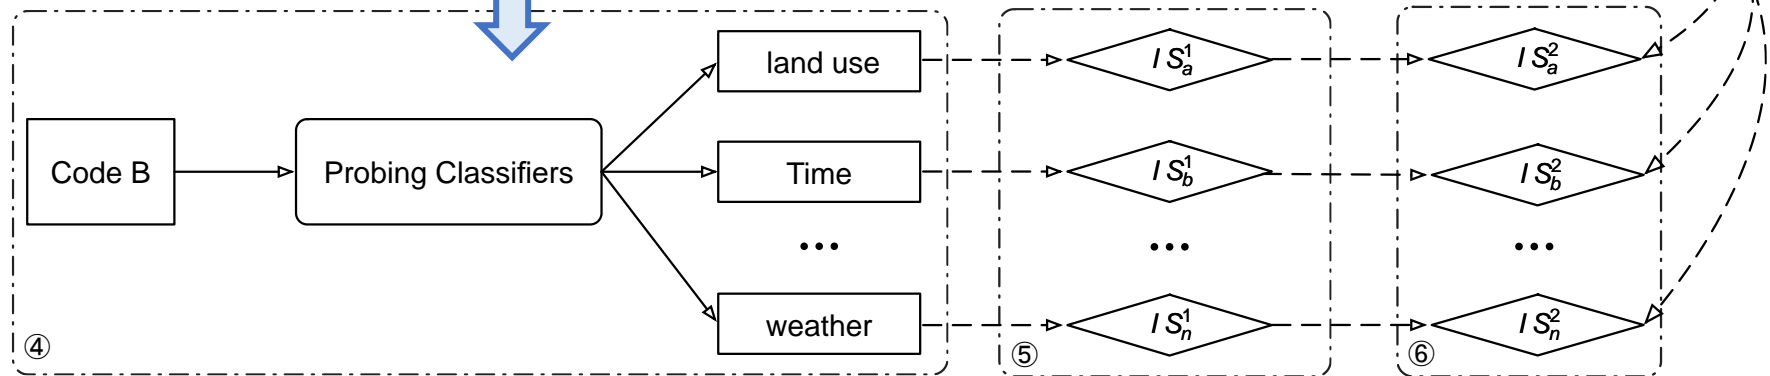 land use
I S_a^1
I S_a^2
Code B
Probing Classifiers
Time
I S_b^1
I S_b^2
...
...
...
weather
I S_n^1
I S_n^2
④
⑤
⑥